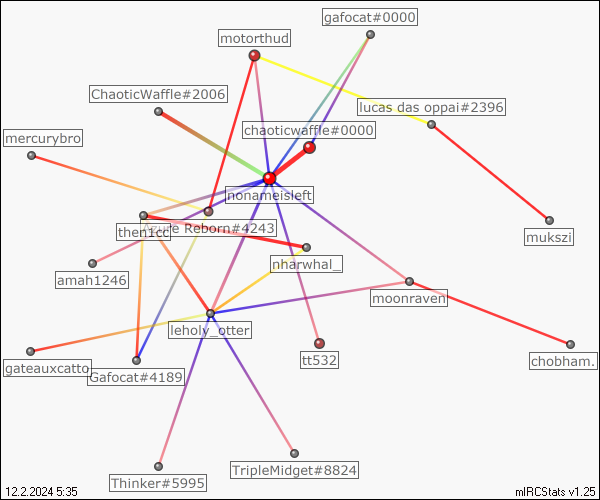 gafocat#0000
motorthud
ChaoticWaffle#2006
lucas das oppai#2396
chaoticwaffle#0000
mercurybro
nonameisleft
Azure Reborn#4243
then1cc
mukszi
nharwhal_
amah1246
moonraven
leholy_otter
tt532
chobham.
gateauxcatto
Gafocat#4189
TripleMidget#8824
Thinker#5995
12.2.2024 5:35
mIRCStats v1.25